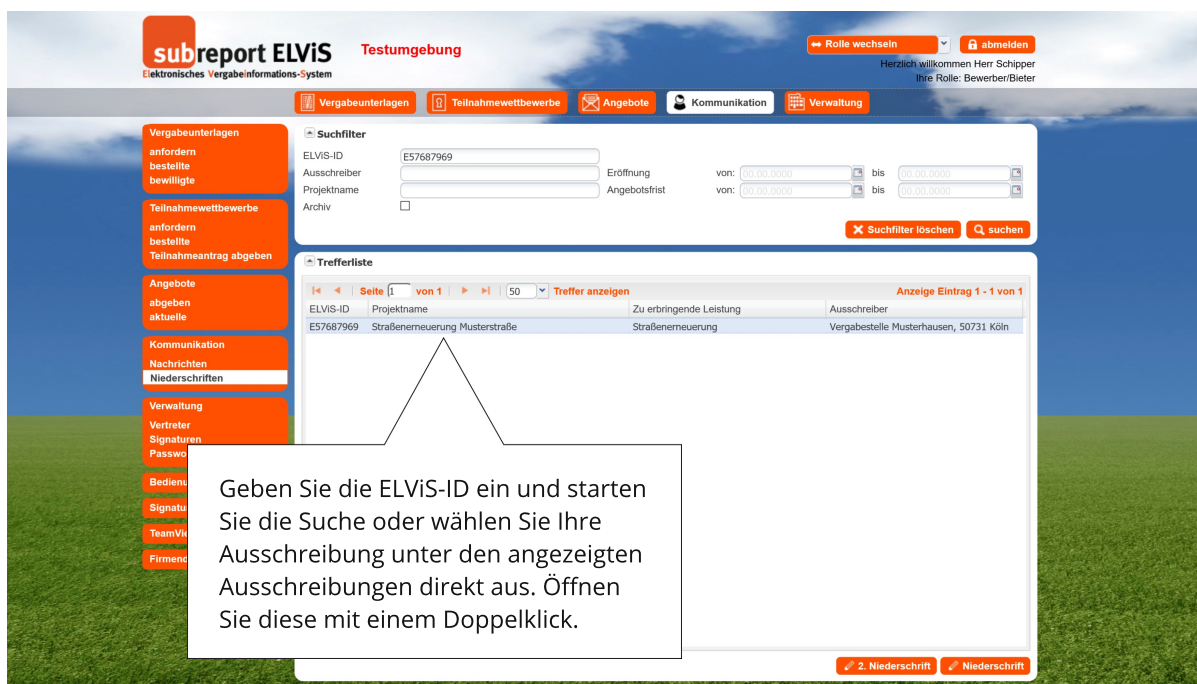 subreport ELViS
Elektronisches VergabeInformations-System
Testumgebung
Rolle wechseln
abmelden
Herzlich willkommen Herr Schipper
Ihre Rolle: Bewerber/Bieter
Vergabeunterlagen Teilnahmewettbewerbe Angebote Kommunikation Verwaltung
Vergabeunterlagen
anfordern
bestellte
bewilligte
Teilnahmewettbewerbe
anfordern
bestellte
Teilnahmeantrag abgeben
Angebote
abgeben
aktuelle
Kommunikation
Nachrichten
Niederschriften
Verwaltung
Vertreter
Signaturen
Suchfilter
ELViS-ID E57687969
Ausschreiber Eröffnung von: 00.00.0000 bis 00.00.0000
Projektname Angebotsfrist von: 00.00.0000 bis 00.00.0000
Archiv
Suchfilter löschen suchen
Trefferliste
Seite 1 von 1 50 Treffer anzeigen Anzeige Eintrag 1 - 1 von 1
ELViS-ID Projektname Zu erbringende Leistung Ausschreiber
E57687969 Straßenerneuerung Musterstraße Straßenerneuerung Vergabestelle Musterhausen, 50731 Köln
Geben Sie die ELViS-ID ein und starten
Sie die Suche oder wählen Sie Ihre
Ausschreibung unter den angezeigten
Ausschreibungen direkt aus. Öffnen
Sie diese mit einem Doppelklick.
2. Niederschrift Niederschrift